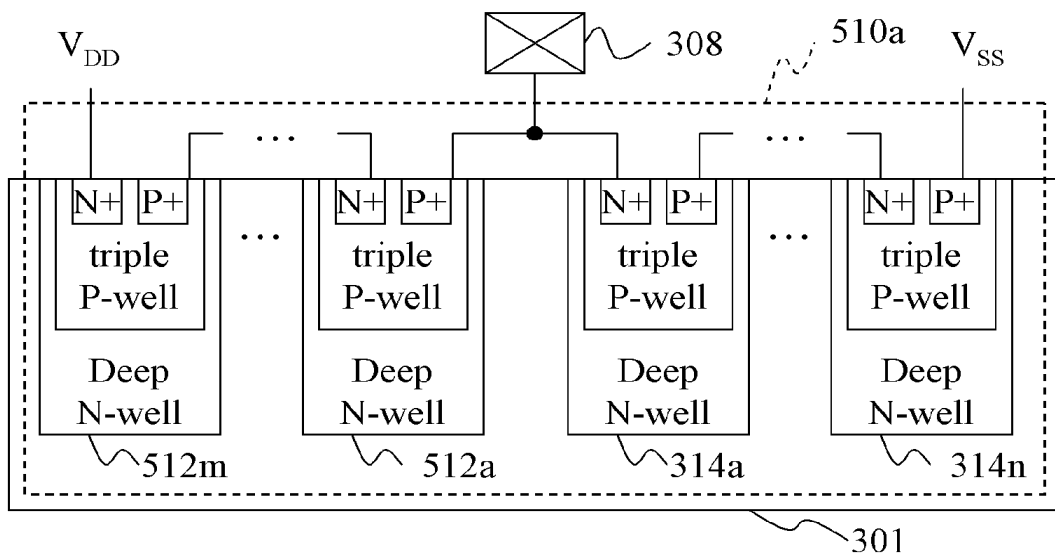 V_DD
308
510a
V_SS
... ...
N+ P+ N+ P+ N+ P+ N+ P+
... ...
triple triple triple triple
P-well P-well P-well P-well
Deep Deep Deep Deep
N-well N-well N-well N-well
512m 512a 314a 314n
301